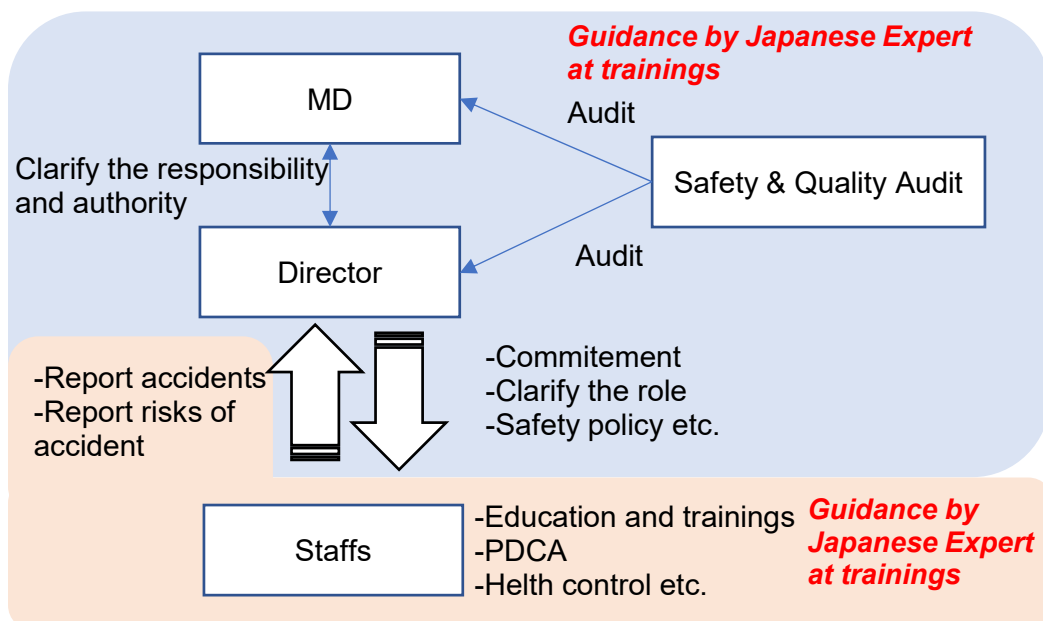 Guidance by Japanese Expert
at trainings
MD
Audit
Clarify the responsibility
and authority
Safety & Quality Audit
Director
Audit
-Report accidents
-Report risks of
accident
-Commitement
-Clarify the role
-Safety policy etc.
Staffs
-Education and trainings
-PDCA
-Helth control etc.
Guidance by
Japanese Expert
at trainings